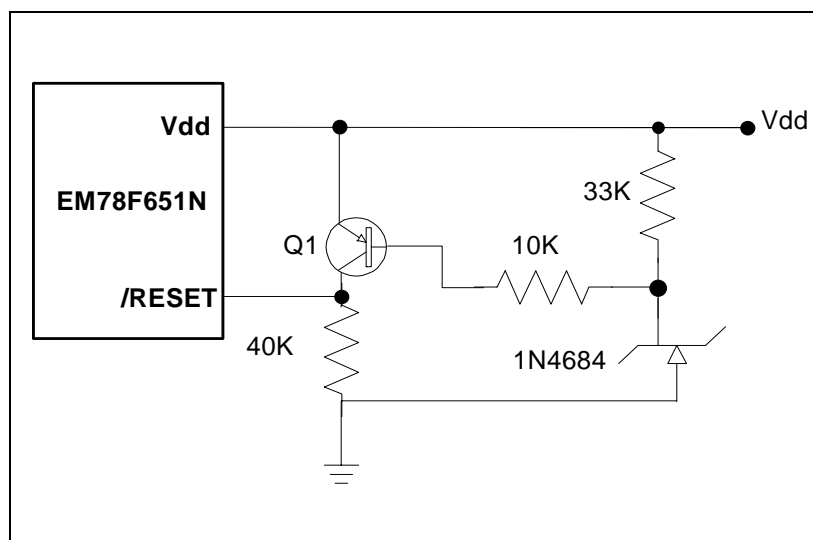 Vdd
Vdd
EM78F651N
33K
Q1
10K
/RESET
40K
1N4684